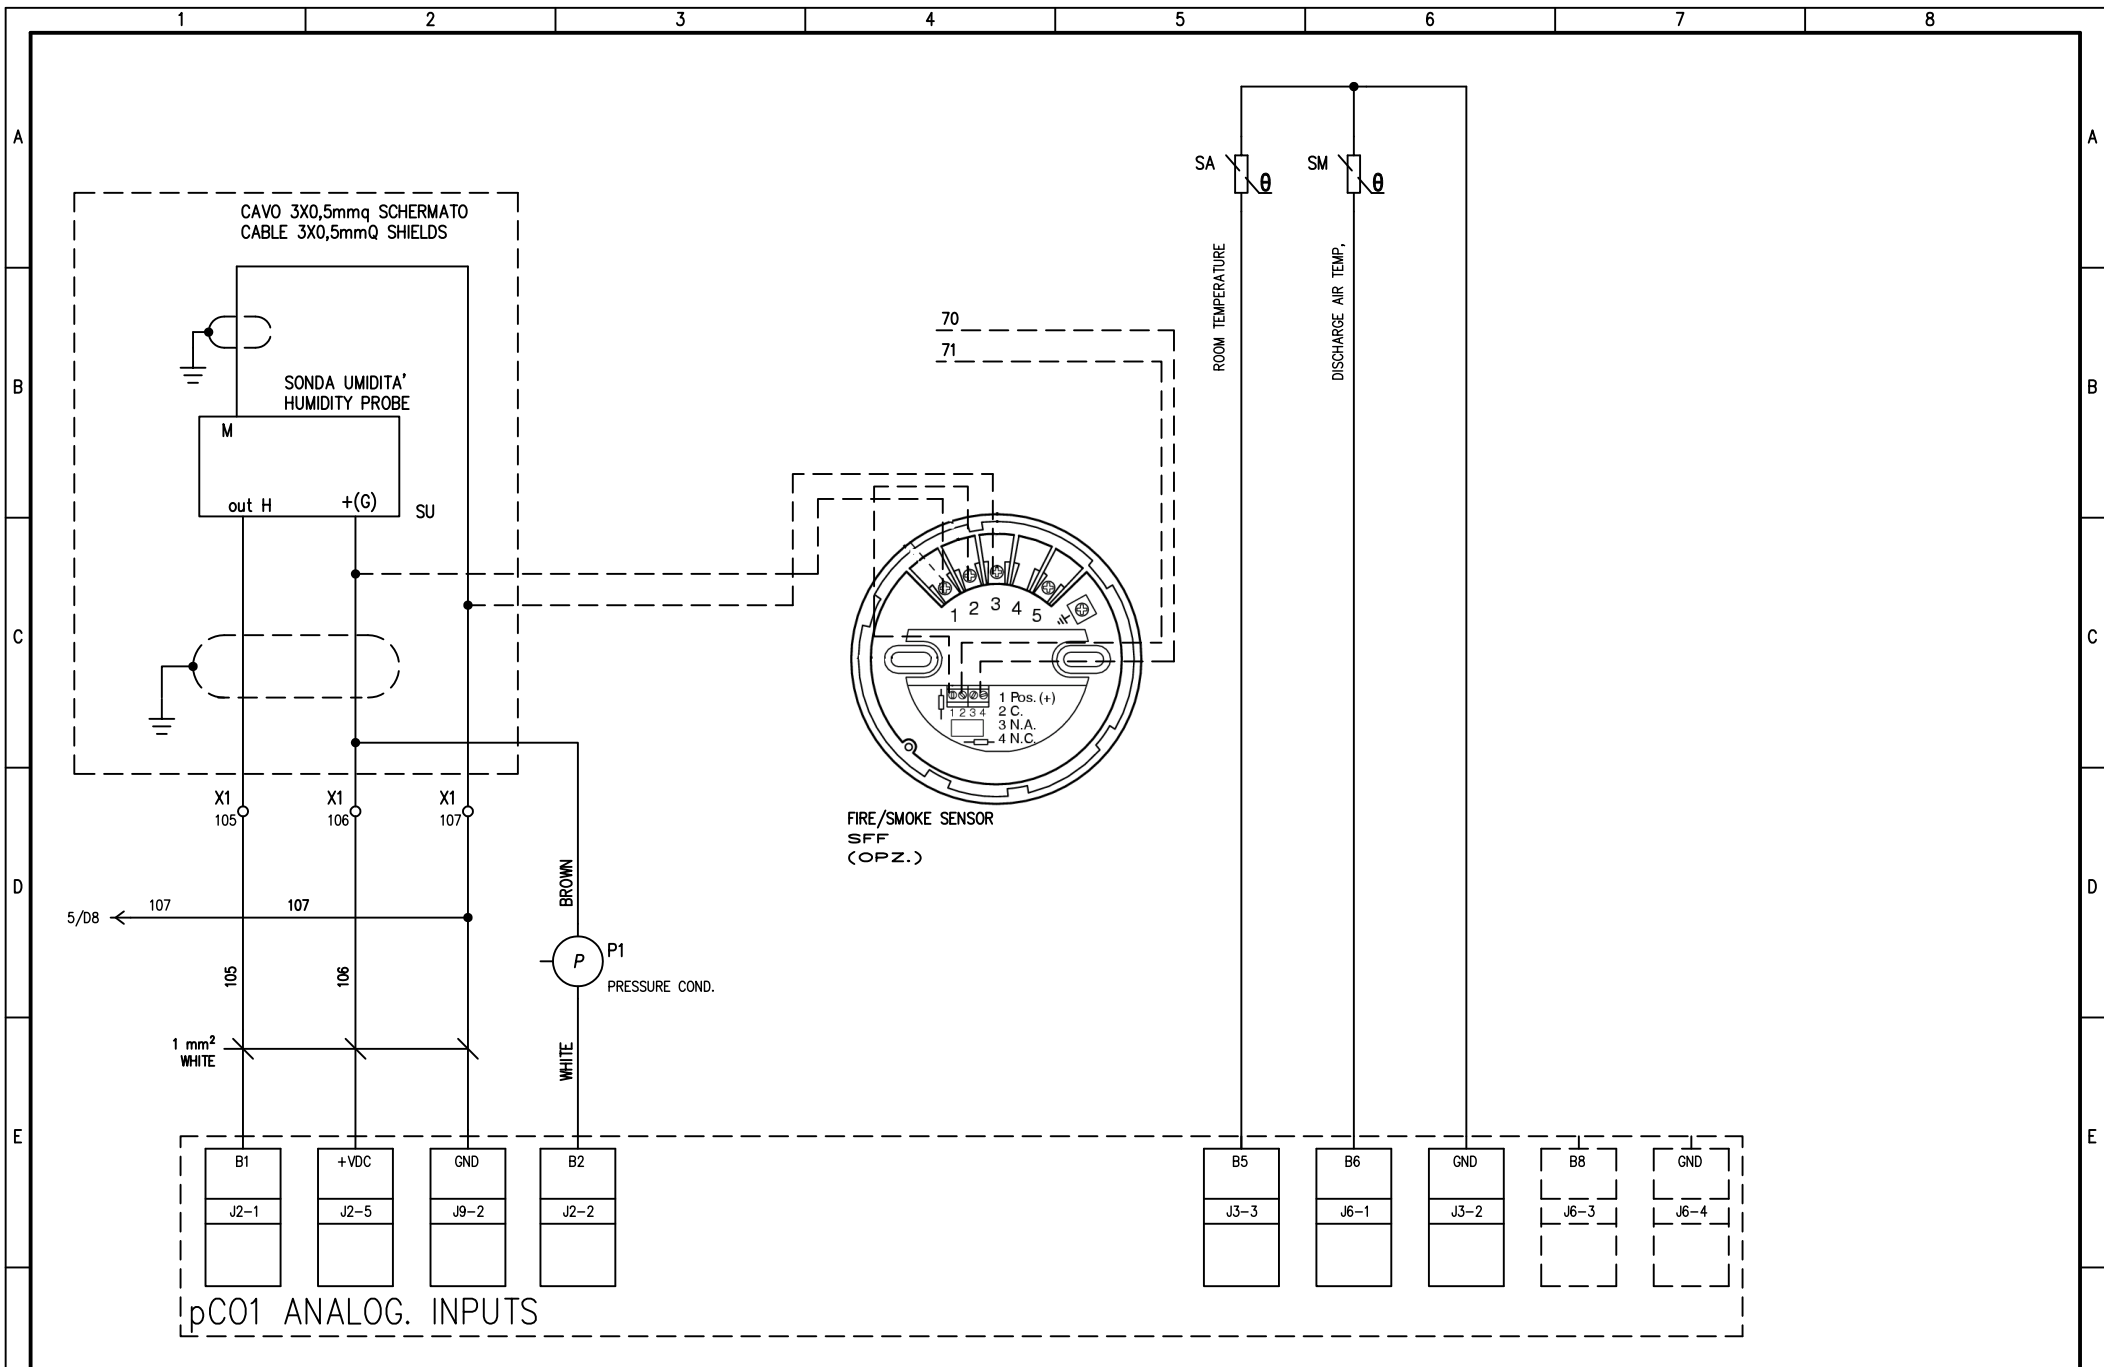 1 2 3 4 5 6 7 8
A A
SA θ SM θ
CAVO 3X0,5mmq SCHERMATO
CABLE 3X0,5mmQ SHIELDS
ROOM TEMPERATURE
DISCHARGE AIR TEMP,
70
71
B B
SONDA UMIDITA'
HUMIDITY PROBE
M
out H +(G) SU
1 2 3 4 5
C C
1 2 3 4
1 Pos. (+)
2 C.
3 N.A.
4 N.C.
X1 X1 X1
105 106 107
FIRE/SMOKE SENSOR
SFF
(OPZ.)
BROWN
D D
5/D8 107 107
P P1
PRESSURE COND.
105 106
1 mm²
WHITE
WHITE
E E
B1 +VDC GND B2 B5 B6 GND B8 GND
J2-1 J2-5 J9-2 J2-2 J3-3 J6-1 J3-2 J6-3 J6-4
pCO1 ANALOG. INPUTS